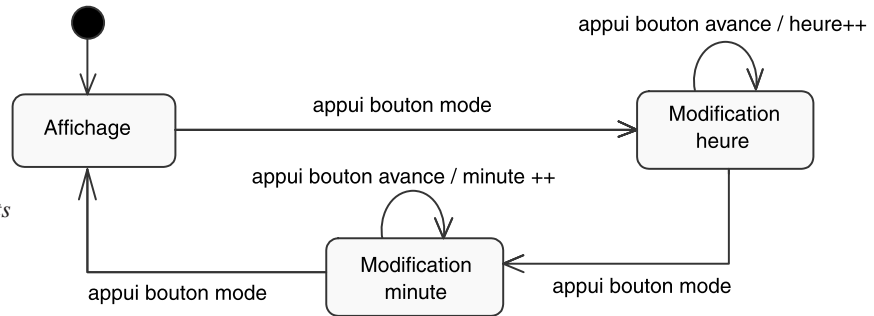 appui bouton avance / heure++
appui bouton mode
Affichage
Modification
heure
appui bouton avance / minute ++
Modification
minute
appui bouton mode
appui bouton mode